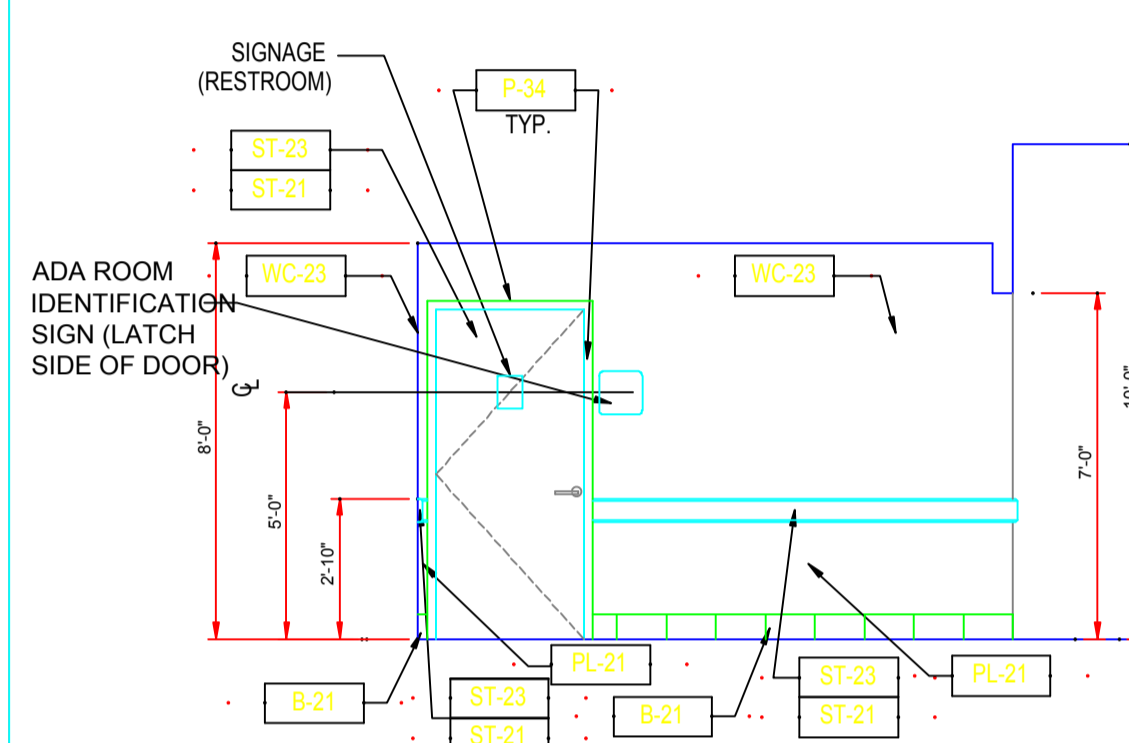 SIGNAGE
(RESTROOM)
P-34
TYP.
ST-23
ST-21
ADA ROOM
IDENTIFICATION
SIGN (LATCH
SIDE OF DOOR)
WC-23
WC-23
8'-0"
5'-0"
2'-10"
7'-0"
10'-0"
PL-21
B-21
ST-23
ST-21
B-21
ST-23
ST-21
PL-21